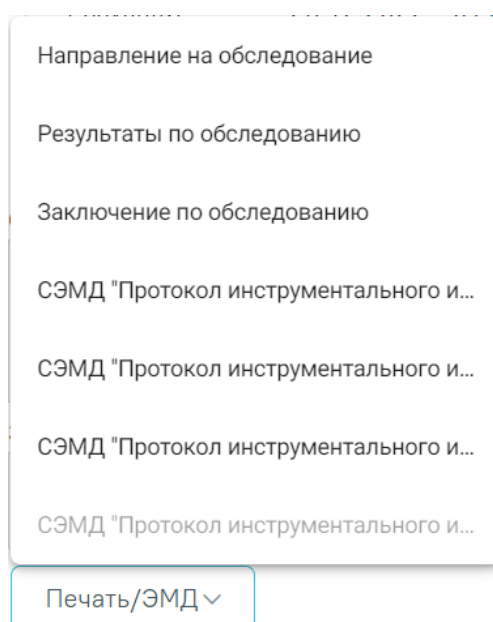 Направление на обследование
Результаты по обследованию
Заключение по обследованию
СЭМД "Протокол инструментального и...
СЭМД "Протокол инструментального и...
СЭМД "Протокол инструментального и...
СЭМД "Протокол инструментального и...
Печать/ЭМД